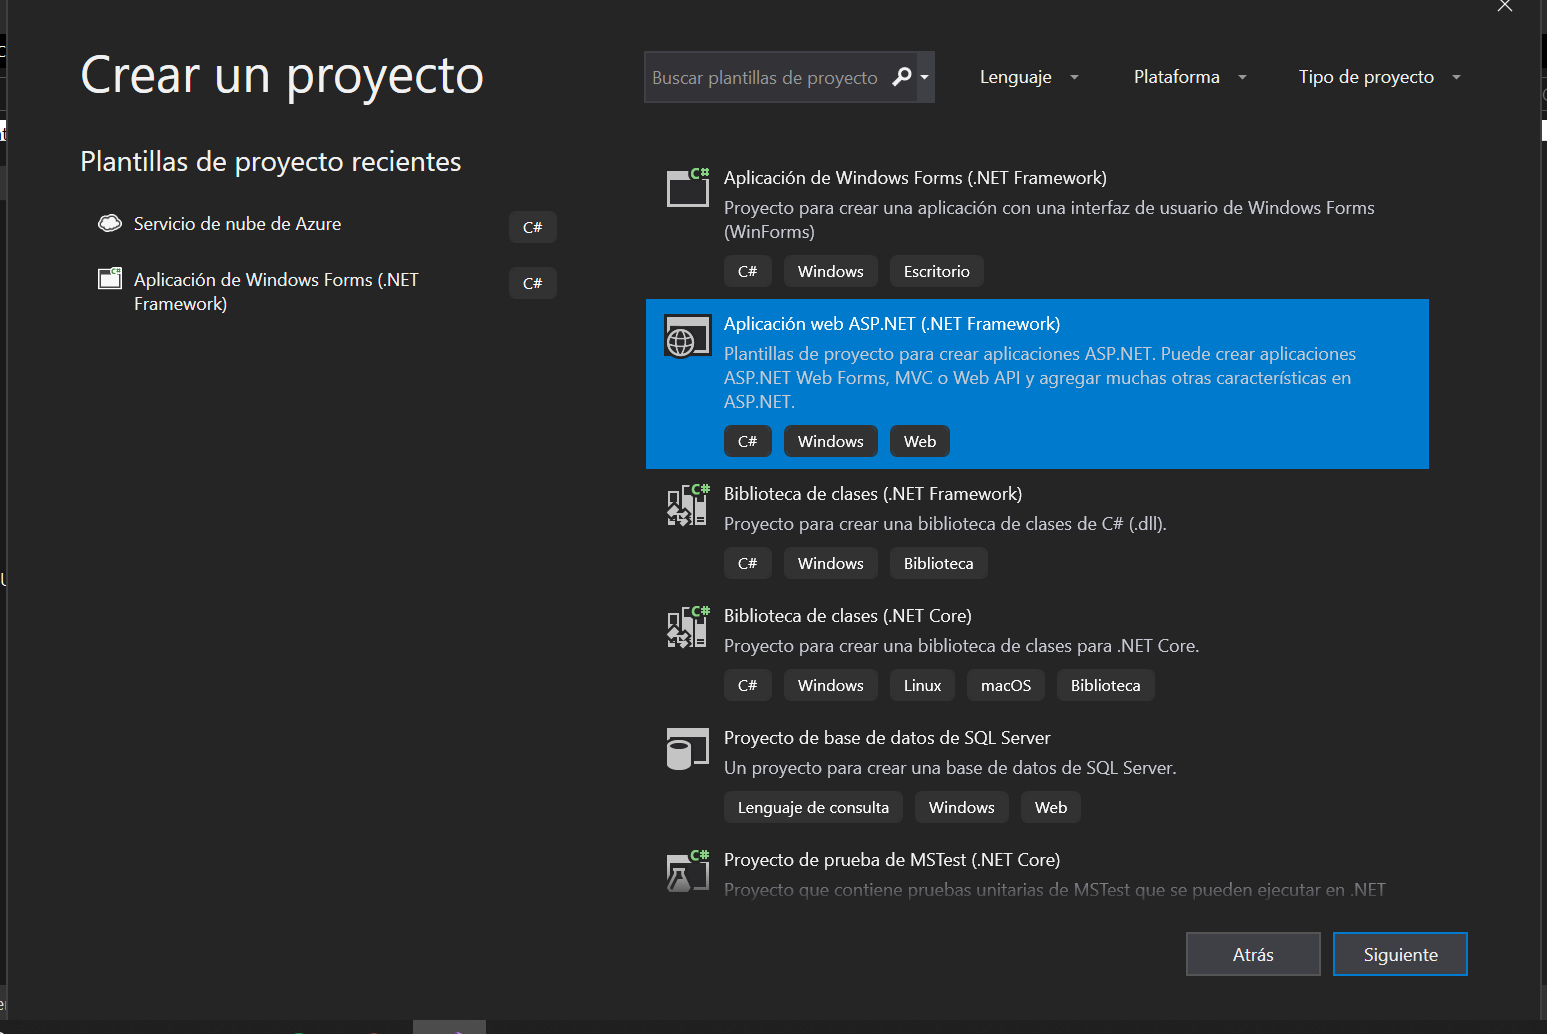 Crear un proyecto
Buscar plantillas de proyecto
Lenguaje
Plataforma
Tipo de proyecto
Plantillas de proyecto recientes
Servicio de nube de Azure
C#
Aplicación de Windows Forms (.NET
Framework)
C#
C#
Aplicación de Windows Forms (.NET Framework)
Proyecto para crear una aplicación con una interfaz de usuario de Windows Forms
(WinForms)
C#
Windows
Escritorio
Aplicación web ASP.NET (.NET Framework)
Plantillas de proyecto para crear aplicaciones ASP.NET. Puede crear aplicaciones
ASP.NET Web Forms, MVC o Web API y agregar muchas otras características en
ASP.NET.
C#
Windows
Web
C#
Biblioteca de clases (.NET Framework)
Proyecto para crear una biblioteca de clases de C# (.dll).
C#
Windows
Biblioteca
C#
Biblioteca de clases (.NET Core)
Proyecto para crear una biblioteca de clases para .NET Core.
C#
Windows
Linux
macOS
Biblioteca
Proyecto de base de datos de SQL Server
Un proyecto para crear una base de datos de SQL Server.
Lenguaje de consulta
Windows
Web
C#
Proyecto de prueba de MSTest (.NET Core)
Proyecto que contiene pruebas unitarias de MSTest que se pueden ejecutar en .NET
Atrás
Siguiente